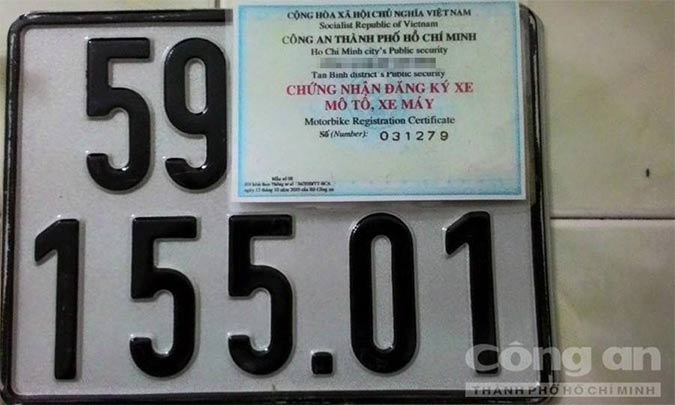 CỘNG HÒA XÃ HỘI CHỦ NGHĨA VIỆT NAM
Socialist Republic of Vietnam
CÔNG AN THÀNH PHỐ HỒ CHÍ MINH
Ho Chi Minh city's Public security
Tan Binh district's Public security
CHỨNG NHẬN ĐĂNG KÝ XE
MÔ TÔ, XE MÁY
Motorbike Registration Certificate
Số (Number): 031279
59
155.01
Công an
THÀNH PHỐ HỒ CHÍ MINH